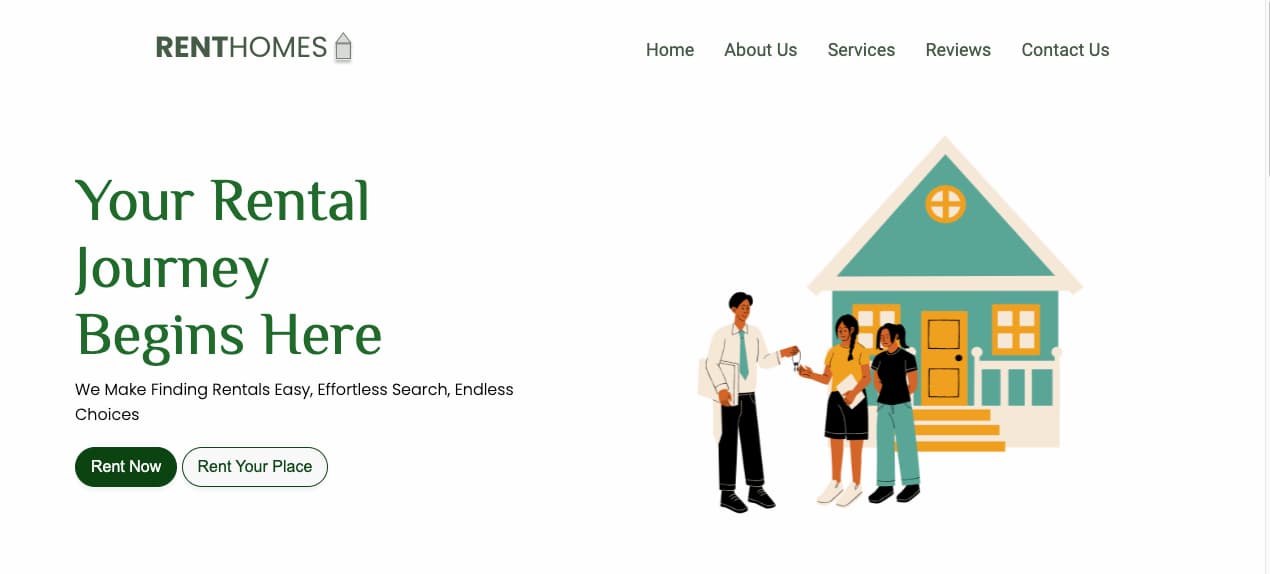 RENTHOMES
Home About Us Services Reviews Contact Us
Your Rental
Journey
Begins Here
We Make Finding Rentals Easy, Effortless Search, Endless
Choices
Rent Now Rent Your Place